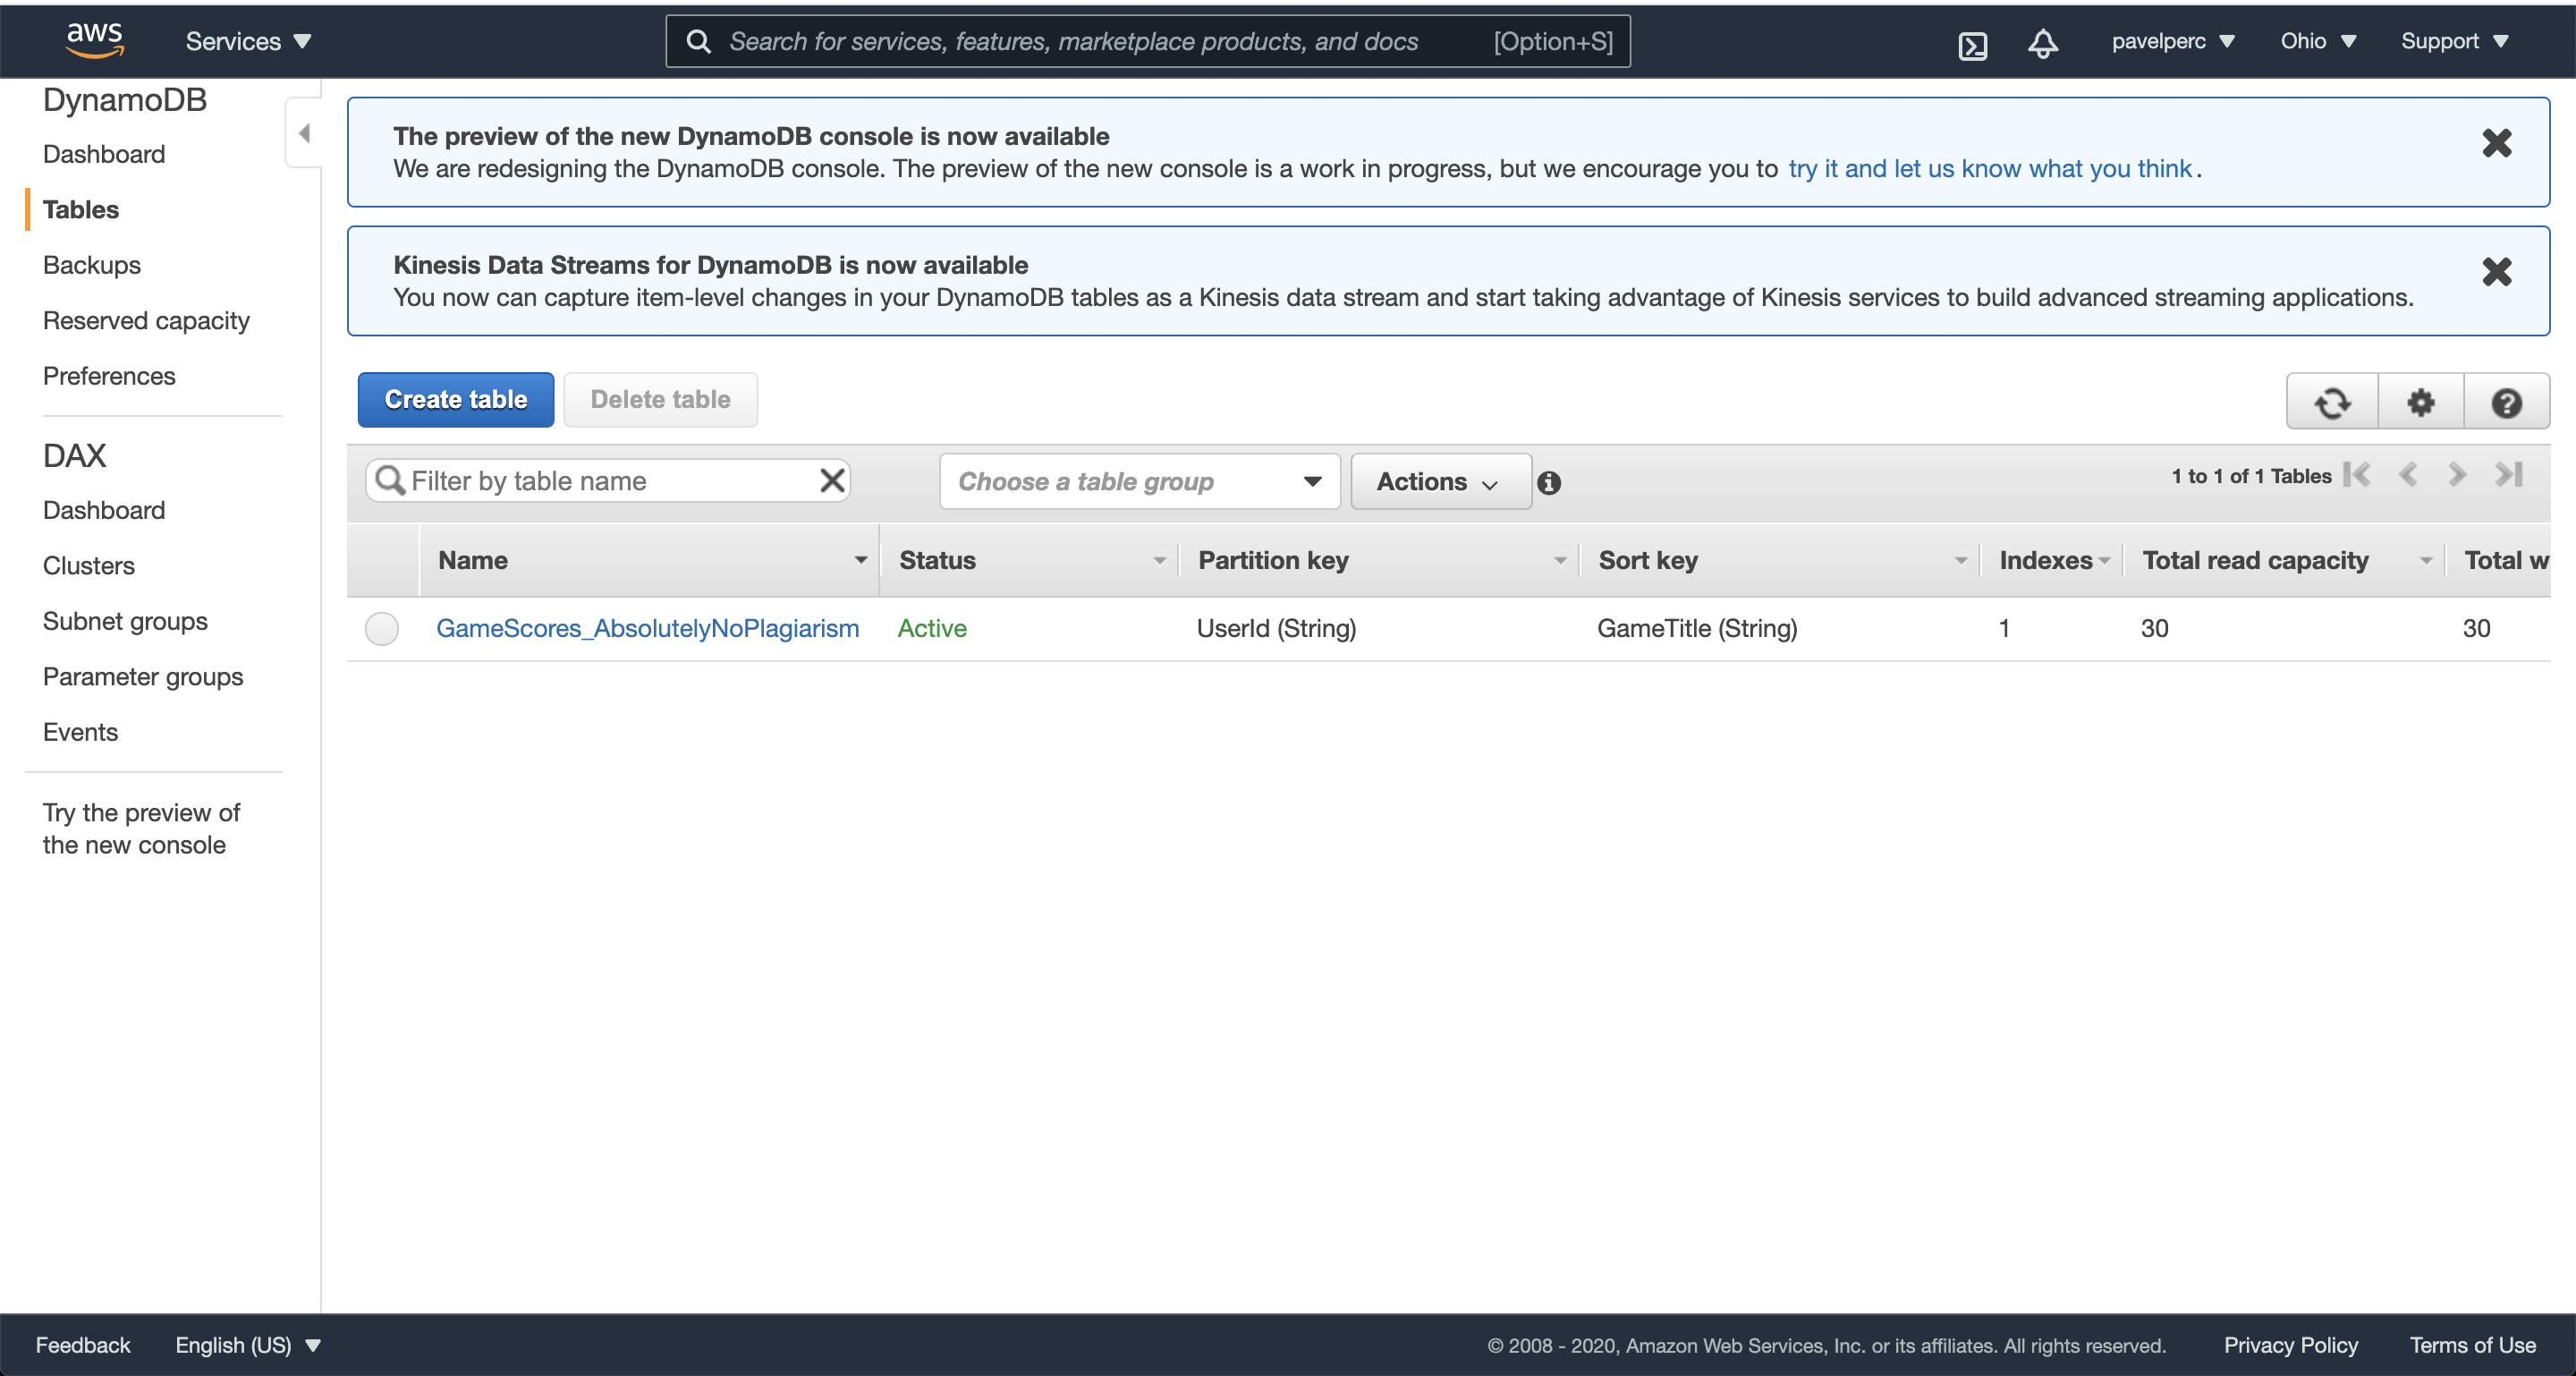 aws
Services
Search for services, features, marketplace products, and docs [Option+S]
pavelperc
Ohio
Support
DynamoDB
Dashboard
Tables
Backups
Reserved capacity
Preferences
DAX
Dashboard
Clusters
Subnet groups
Parameter groups
Events
Try the preview of
the new console
The preview of the new DynamoDB console is now available
We are redesigning the DynamoDB console. The preview of the new console is a work in progress, but we encourage you to try it and let us know what you think.
Kinesis Data Streams for DynamoDB is now available
You now can capture item-level changes in your DynamoDB tables as a Kinesis data stream and start taking advantage of Kinesis services to build advanced streaming applications.
Create table Delete table
Filter by table name Choose a table group Actions 1 to 1 of 1 Tables
Name Status Partition key Sort key Indexes Total read capacity Total w
GameScores_AbsolutelyNoPlagiarism Active UserId (String) GameTitle (String) 1 30 30
Feedback English (US) © 2008 - 2020, Amazon Web Services, Inc. or its affiliates. All rights reserved. Privacy Policy Terms of Use